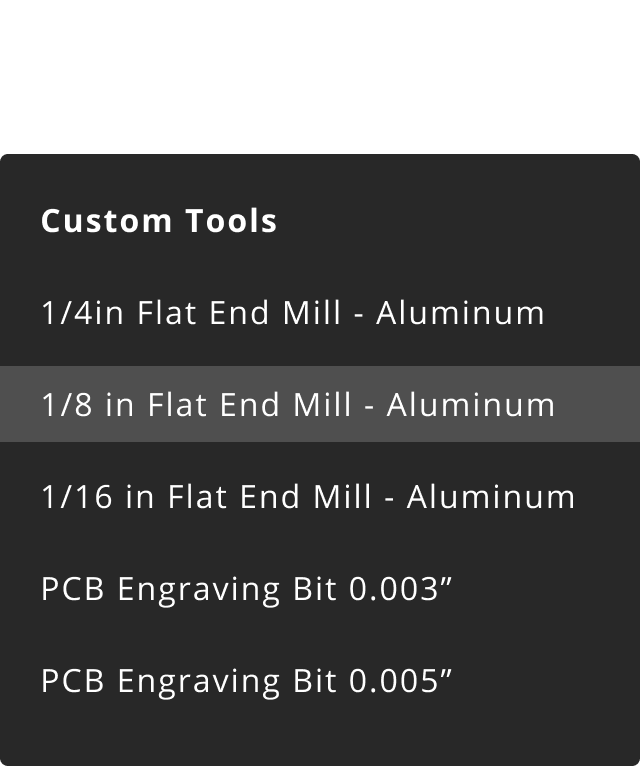 Custom Tools
1/4in Flat End Mill - Aluminum
1/8 in Flat End Mill - Aluminum
1/16 in Flat End Mill - Aluminum
PCB Engraving Bit 0.003”
PCB Engraving Bit 0.005”